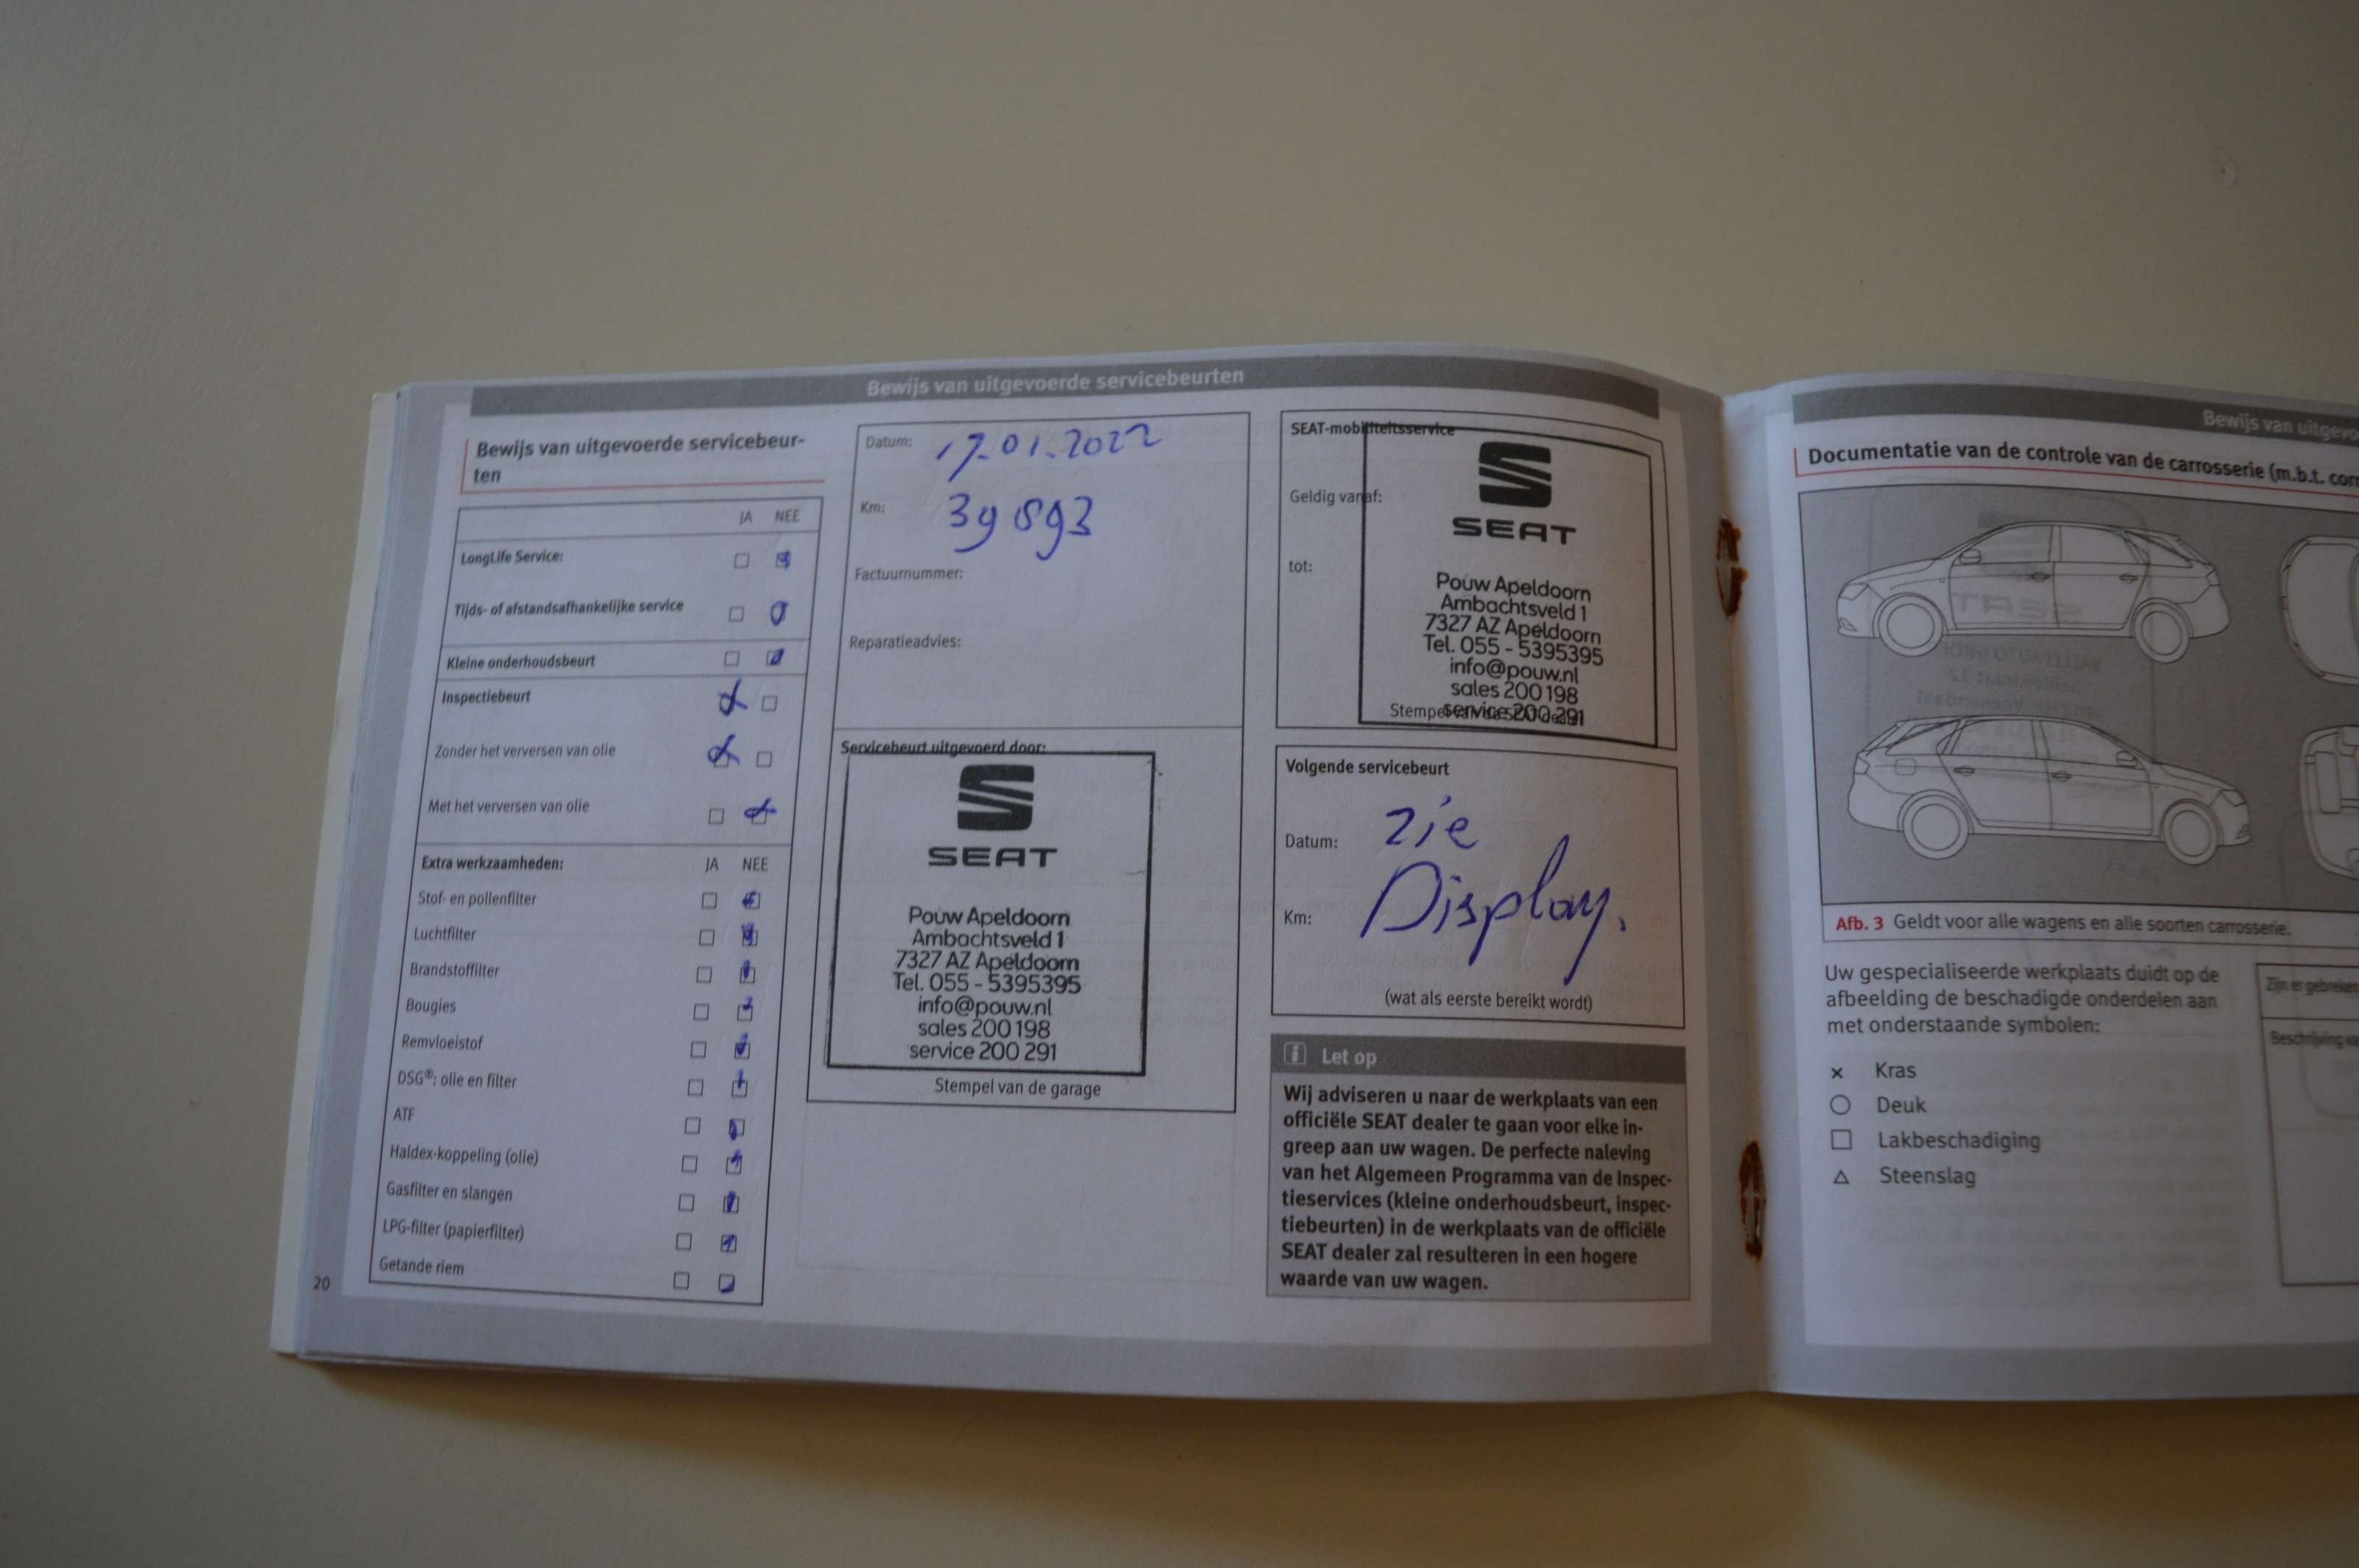 Bewijs van uitgevoerde servicebeurten
Bewijs van uitgevoerde servicebeur-
ten
JA NEE
LongLife Service:
Tijds- of afstandsafhankelijke service
Kleine onderhoudsbeurt
Inspectiebeurt
Zonder het verversen van olie
Met het verversen van olie
Extra werkzaamheden: JA NEE
Stof- en pollenfilter
Luchtfilter
Brandstoffilter
Bougies
Remvloeistof
DSG®: olie en filter
ATF
Haldex-koppeling (olie)
Gasfilter en slangen
LPG-filter (papierfilter)
Getande riem
20
Datum: 17-01-2022
Km: 39893
Factuurnummer:
Reparatieadvies:
Servicebeurt uitgevoerd door:
SEAT
Pouw Apeldoorn
Ambachtsveld 1
7327 AZ Apeldoorn
Tel. 055 - 5395395
info@pouw.nl
sales 200 198
service 200 291
Stempel van de garage
SEAT-mobiliteitsservice
Geldig vanaf:
tot:
SEAT
Pouw Apeldoorn
Ambachtsveld 1
7327 AZ Apeldoorn
Tel. 055 - 5395395
info@pouw.nl
sales 200 198
service 200 291
Volgende servicebeurt
Datum: zie
Km: Display.
(wat als eerste bereikt wordt)
i Let op
Wij adviseren u naar de werkplaats van een
officiële SEAT dealer te gaan voor elke in-
greep aan uw wagen. De perfecte naleving
van het Algemeen Programma van de Inspec-
tieservices (kleine onderhoudsbeurt, inspec-
tiebeurten) in de werkplaats van de officiële
SEAT dealer zal resulteren in een hogere
waarde van uw wagen.
Bewijs van uitgevo
Documentatie van de controle van de carrosserie (m.b.t. corr
Afb. 3 Geldt voor alle wagens en alle soorten carrosserie.
Uw gespecialiseerde werkplaats duidt op de
afbeelding de beschadigde onderdelen aan
met onderstaande symbolen:
× Kras
○ Deuk
□ Lakbeschadiging
△ Steenslag
Zijn er gebreken
Beschrijving va